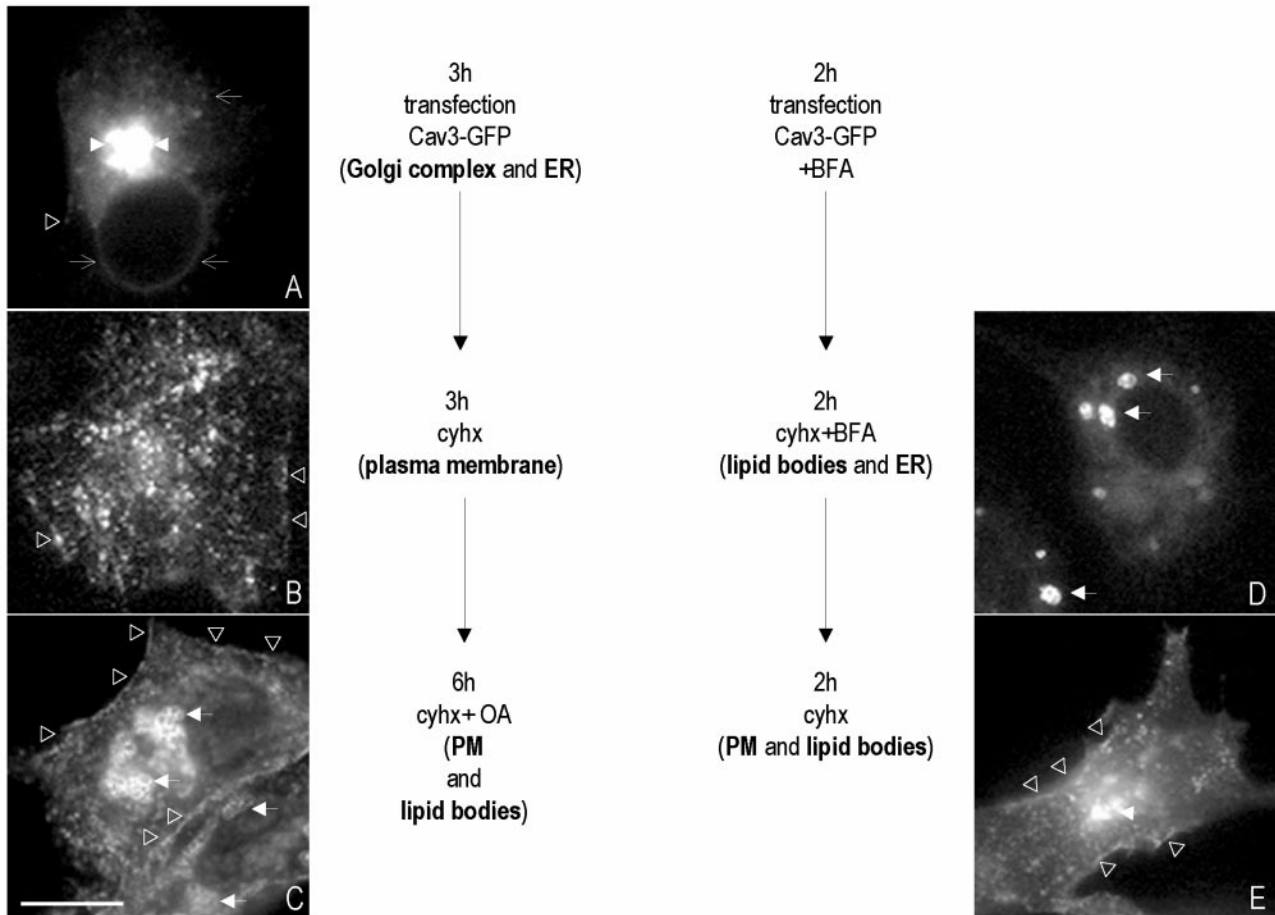 A
3h
transfection
Cav3-GFP
(Golgi complex and ER)
2h
transfection
Cav3-GFP
+BFA
B
3h
cyhx
(plasma membrane)
2h
cyhx+BFA
(lipid bodies and ER)
D
C
6h
cyhx+ OA
(PM
and
lipid bodies)
2h
cyhx
(PM and lipid bodies)
E